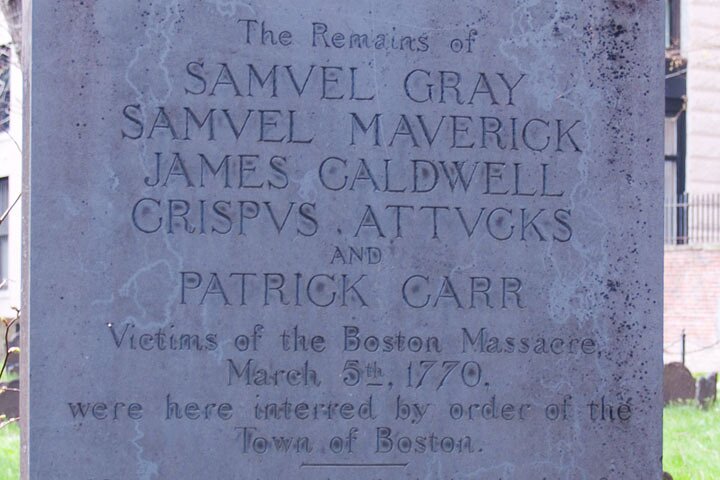 The Remains of
SAMVEL GRAY
SAMVEL MAVERICK
JAMES CALDWELL
CRISPVS . ATTVCKS
AND
PATRICK CARR
Victims of the Boston Massacre,
March 5th, 1770,
were here interred by order of the
Town of Boston.